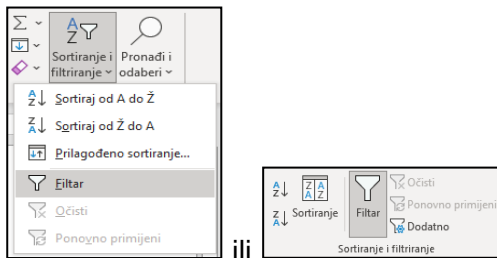 Sortiranje i Pronađi i
filtriranje odaberi
Sortiraj od A do Ž
Sortiraj od Ž do A
Prilagođeno sortiranje...
Filtar
Očisti
Ponovno primijeni
ili
Sortiranje
Filtar
Očisti
Ponovno primijeni
Dodatno
Sortiranje i filtriranje